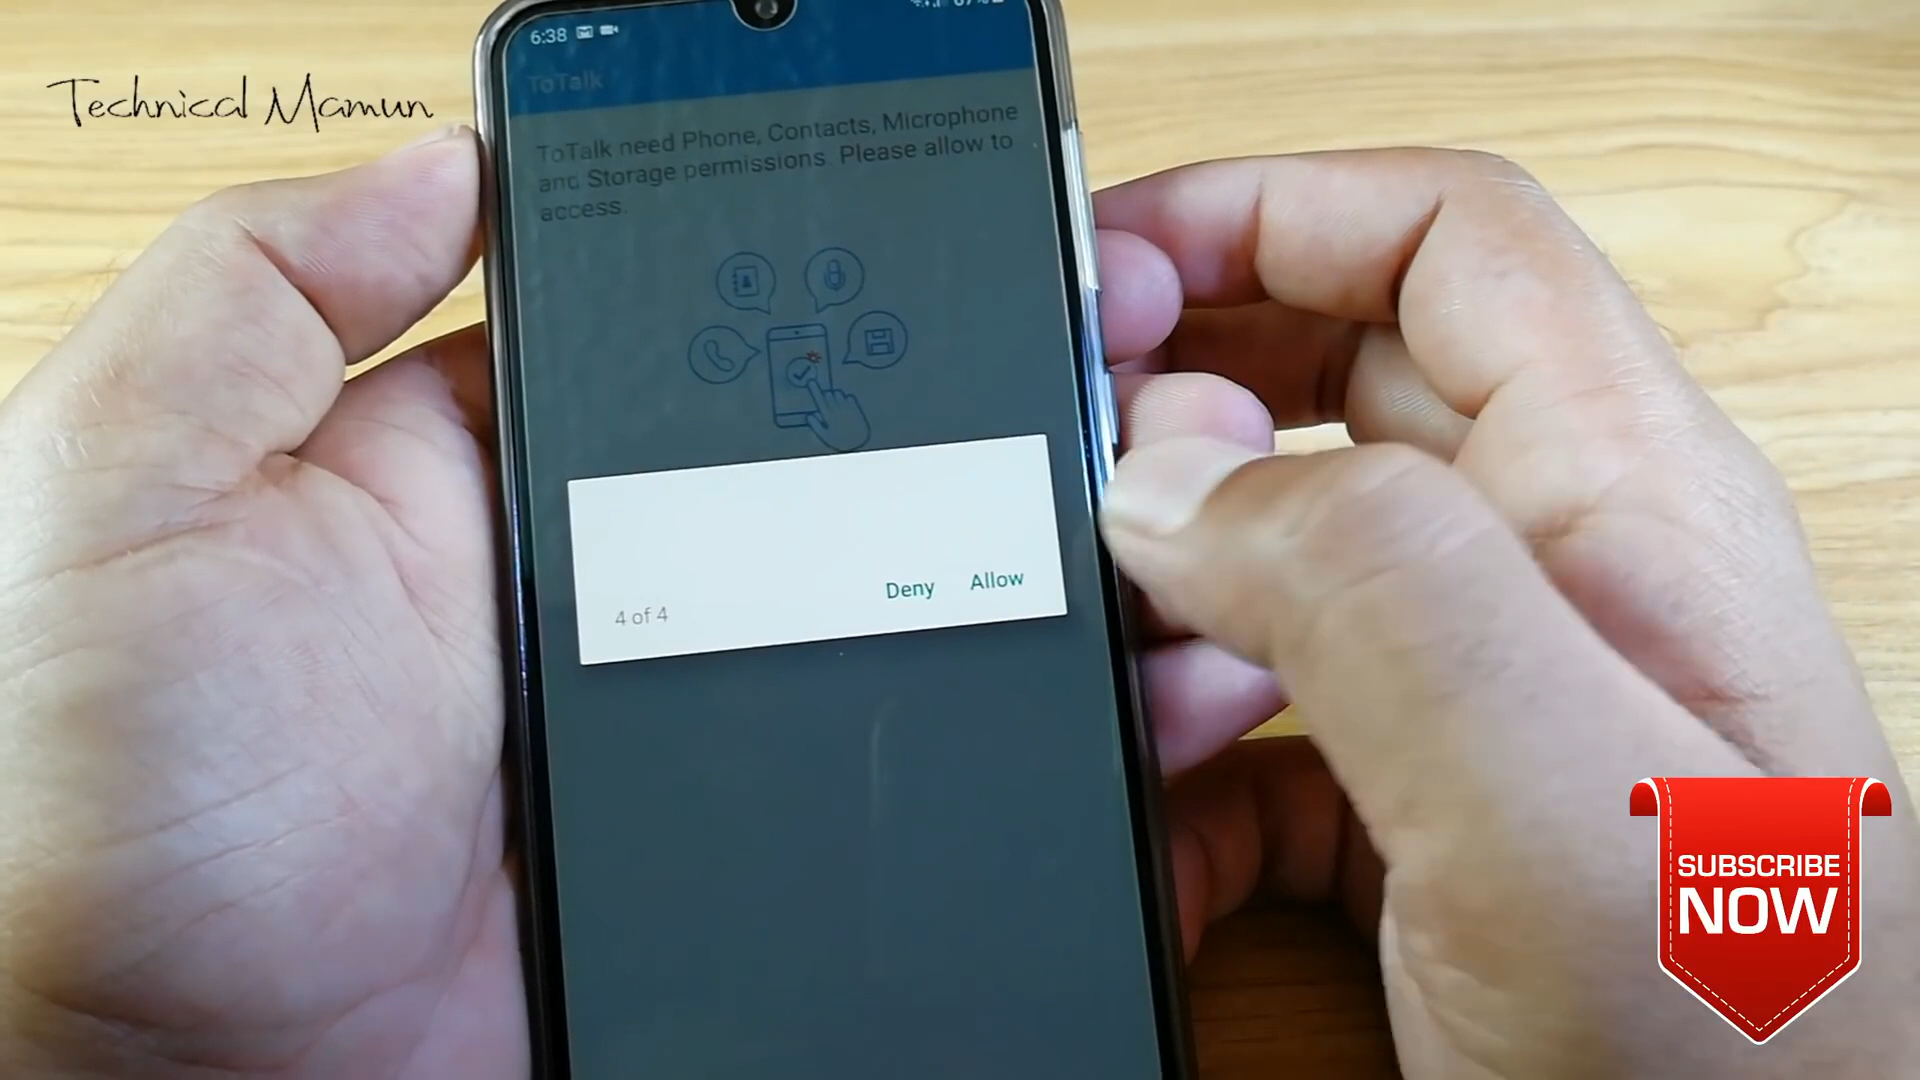 6:38
Technical Mamun
ToTalk
ToTalk need Phone, Contacts, Microphone
and Storage permissions. Please allow to
access.
Deny Allow
4 of 4
SUBSCRIBE
NOW